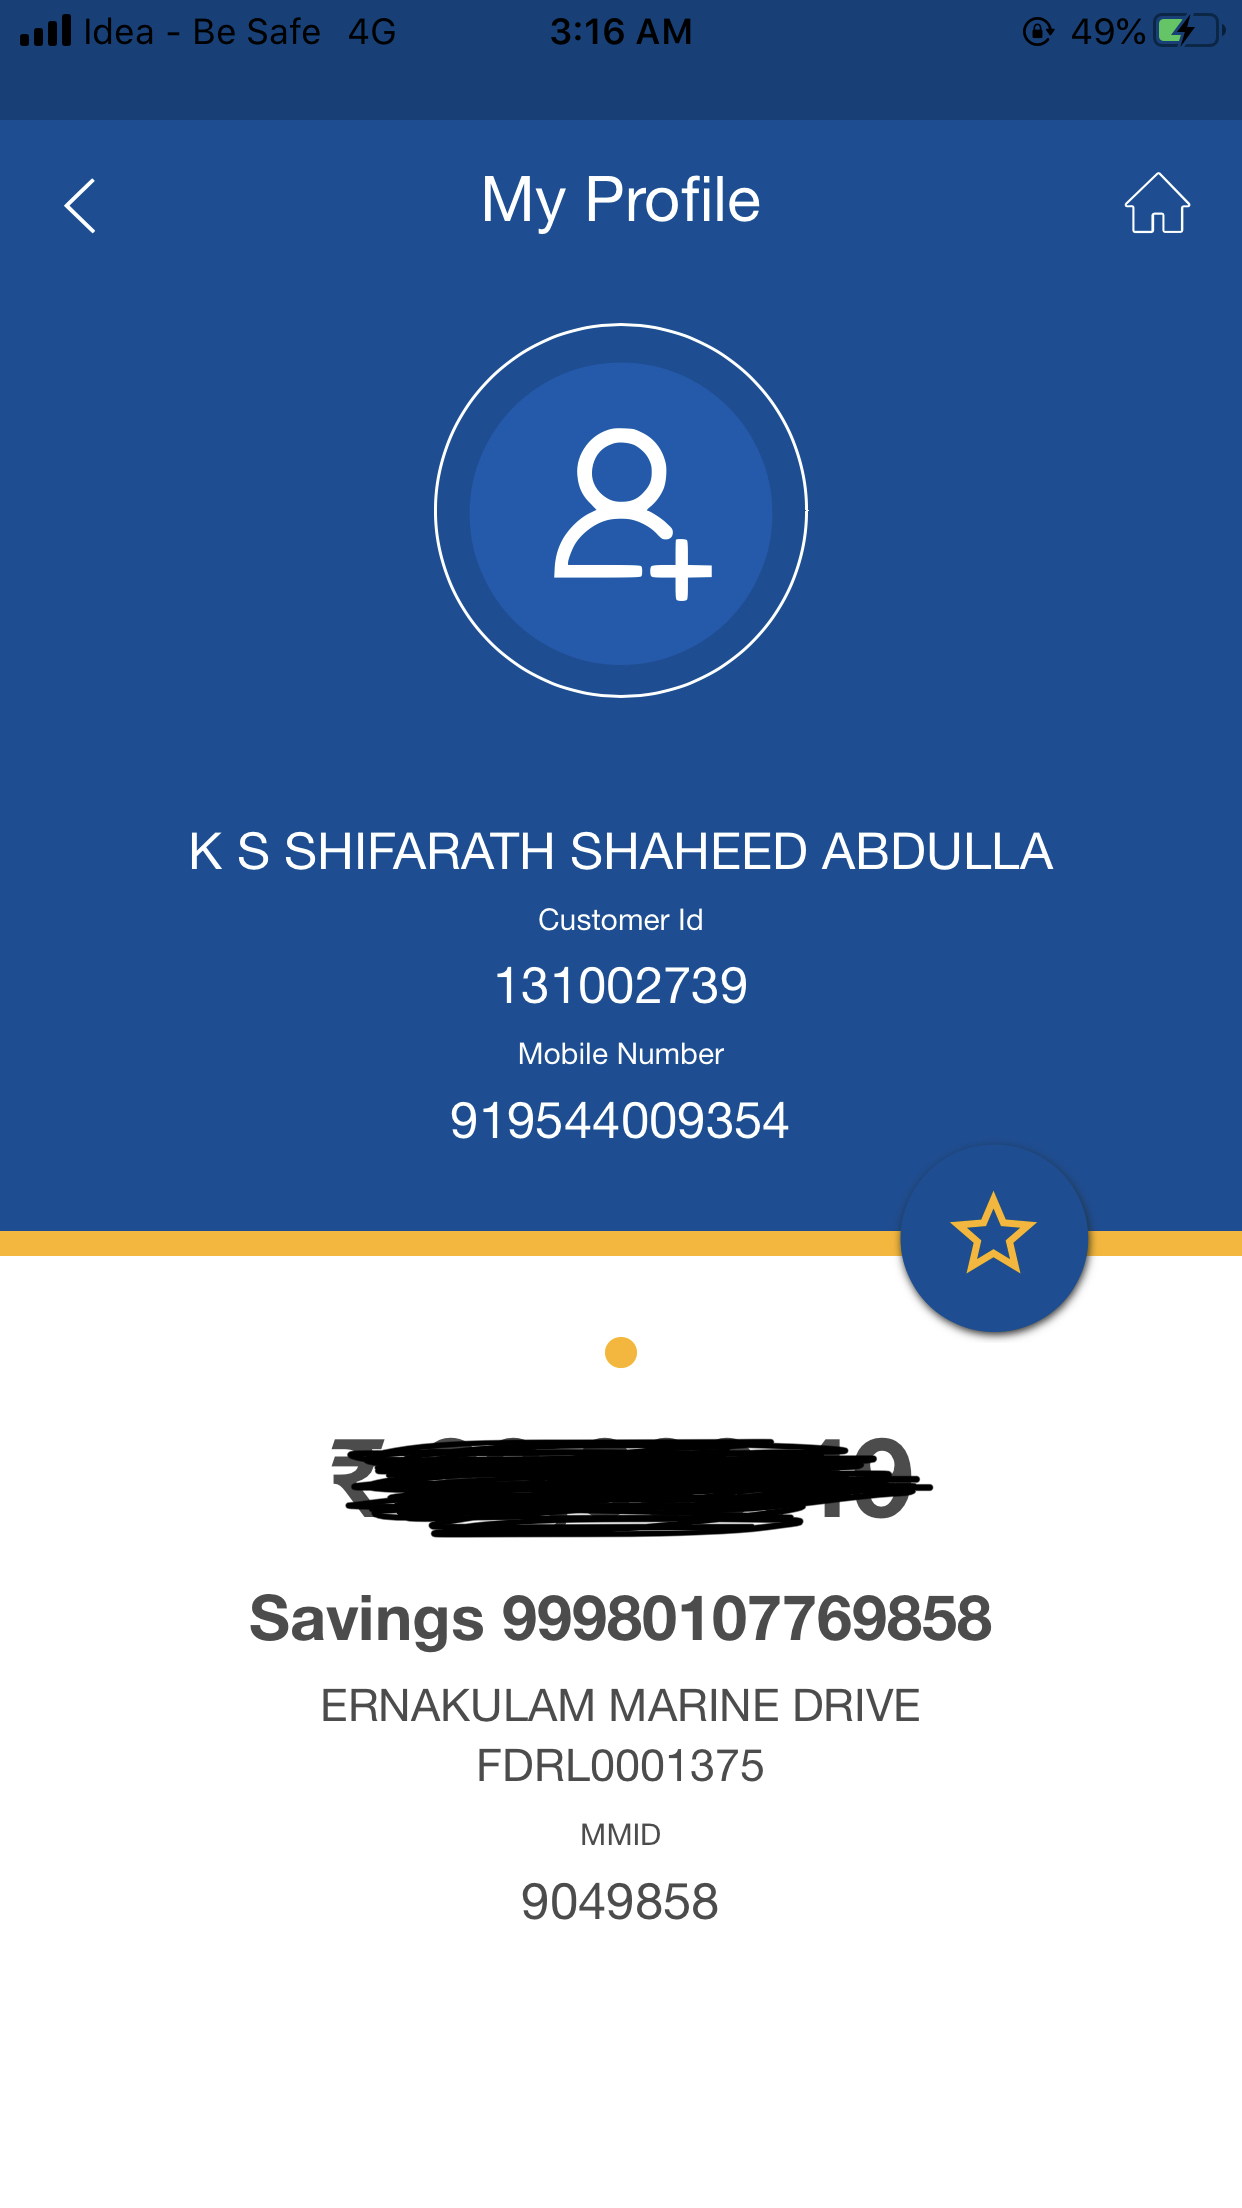 Idea - Be Safe 4G 3:16 AM 49%
My Profile
K S SHIFARATH SHAHEED ABDULLA
Customer Id
131002739
Mobile Number
919544009354
₹
Savings 99980107769858
ERNAKULAM MARINE DRIVE
FDRL0001375
MMID
9049858